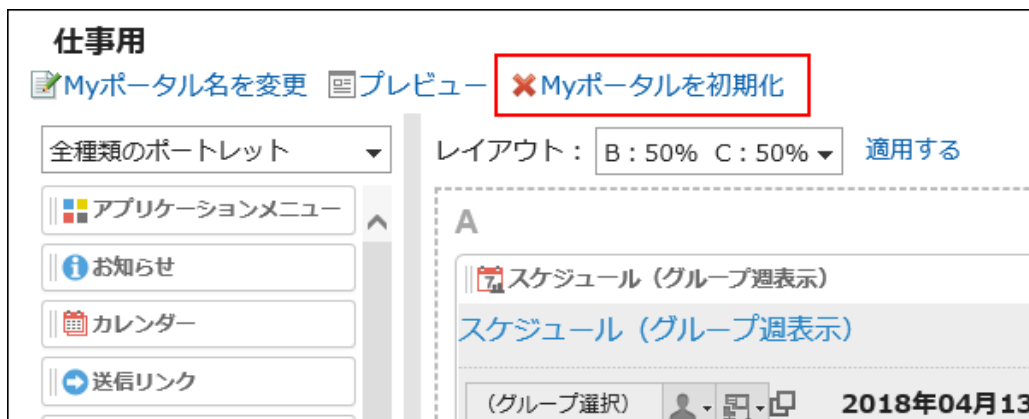 仕事用
Myポータル名を変更 プレビュー Myポータルを初期化
全種類のポートレット
レイアウト： B：50% C：50% 適用する
アプリケーションメニュー
お知らせ
カレンダー
送信リンク
A
スケジュール（グループ週表示）
スケジュール（グループ週表示）
（グループ選択） 2018年04月13